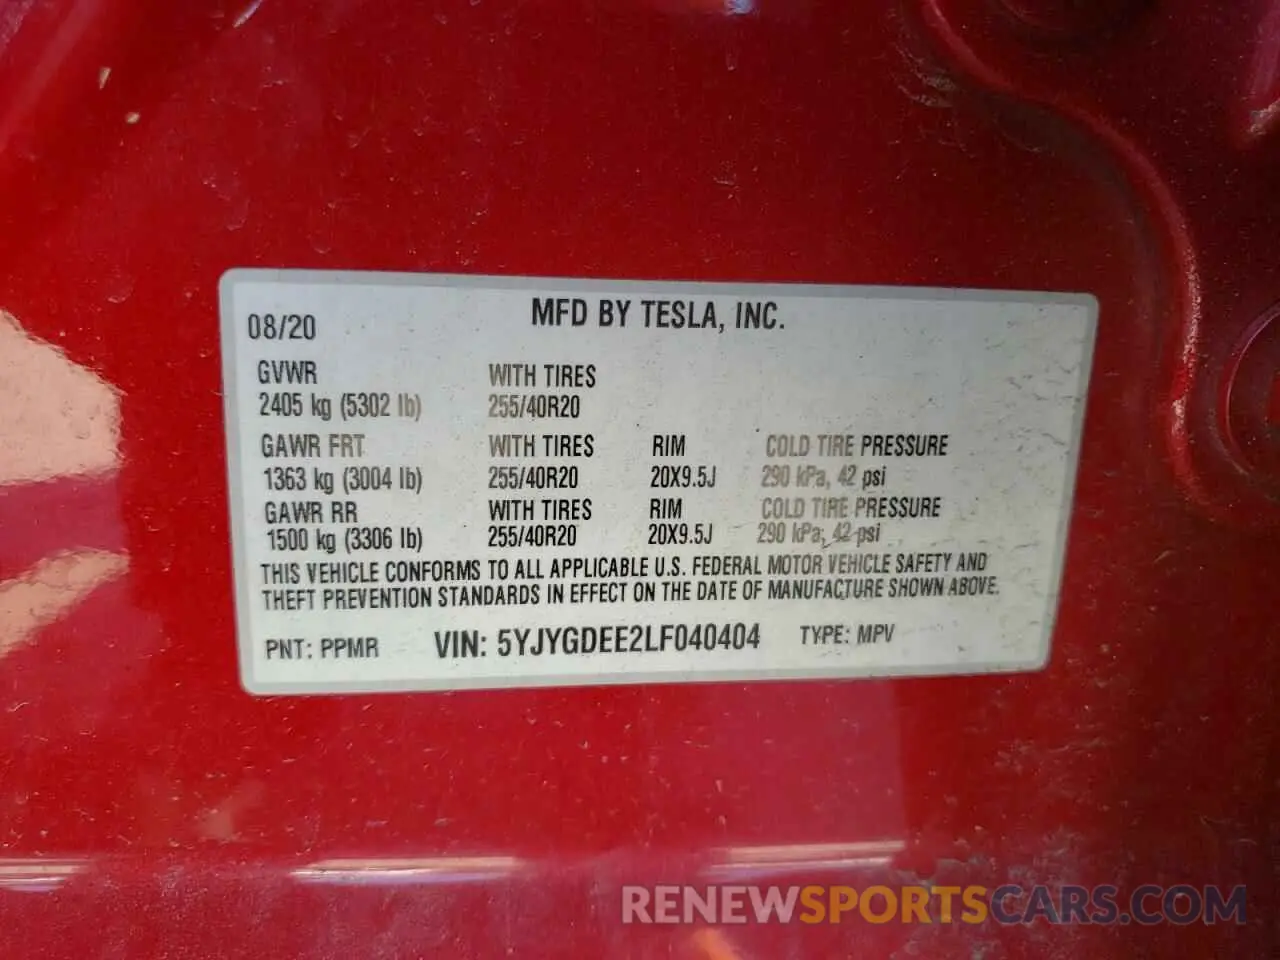 08/20 MFD BY TESLA, INC.
GVWR WITH TIRES
2405 kg (5302 lb) 255/40R20
GAWR FRT WITH TIRES RIM COLD TIRE PRESSURE
1363 kg (3004 lb) 255/40R20 20X9.5J 290 kPa, 42 psi
GAWR RR WITH TIRES RIM COLD TIRE PRESSURE
1500 kg (3306 lb) 255/40R20 20X9.5J 290 kPa, 42 psi
THIS VEHICLE CONFORMS TO ALL APPLICABLE U.S. FEDERAL MOTOR VEHICLE SAFETY AND
THEFT PREVENTION STANDARDS IN EFFECT ON THE DATE OF MANUFACTURE SHOWN ABOVE.
PNT: PPMR VIN: 5YJYGDEE2LF040404 TYPE: MPV
RENEWSPORTSCARS.COM